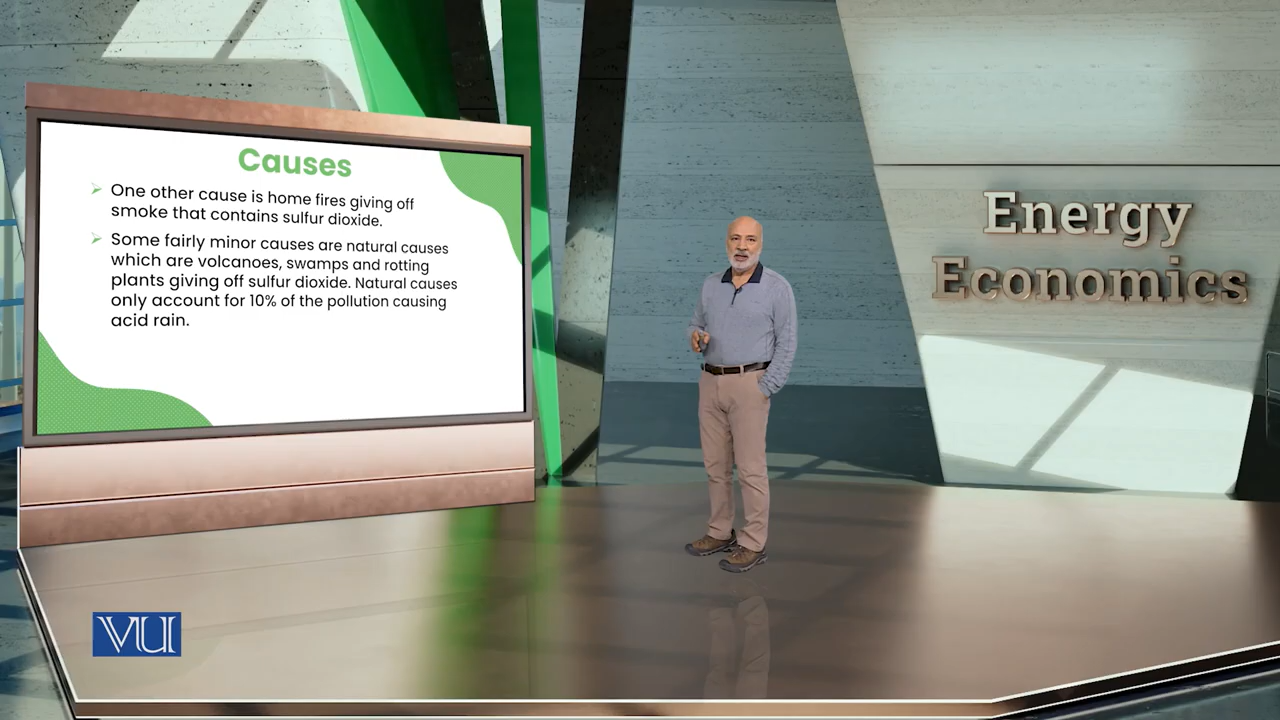 Causes
One other cause is home fires giving off
smoke that contains sulfur dioxide.
Some fairly minor causes are natural causes
which are volcanoes, swamps and rotting
plants giving off sulfur dioxide. Natural causes
only account for 10% of the pollution causing
acid rain.
Energy
Economics
VU